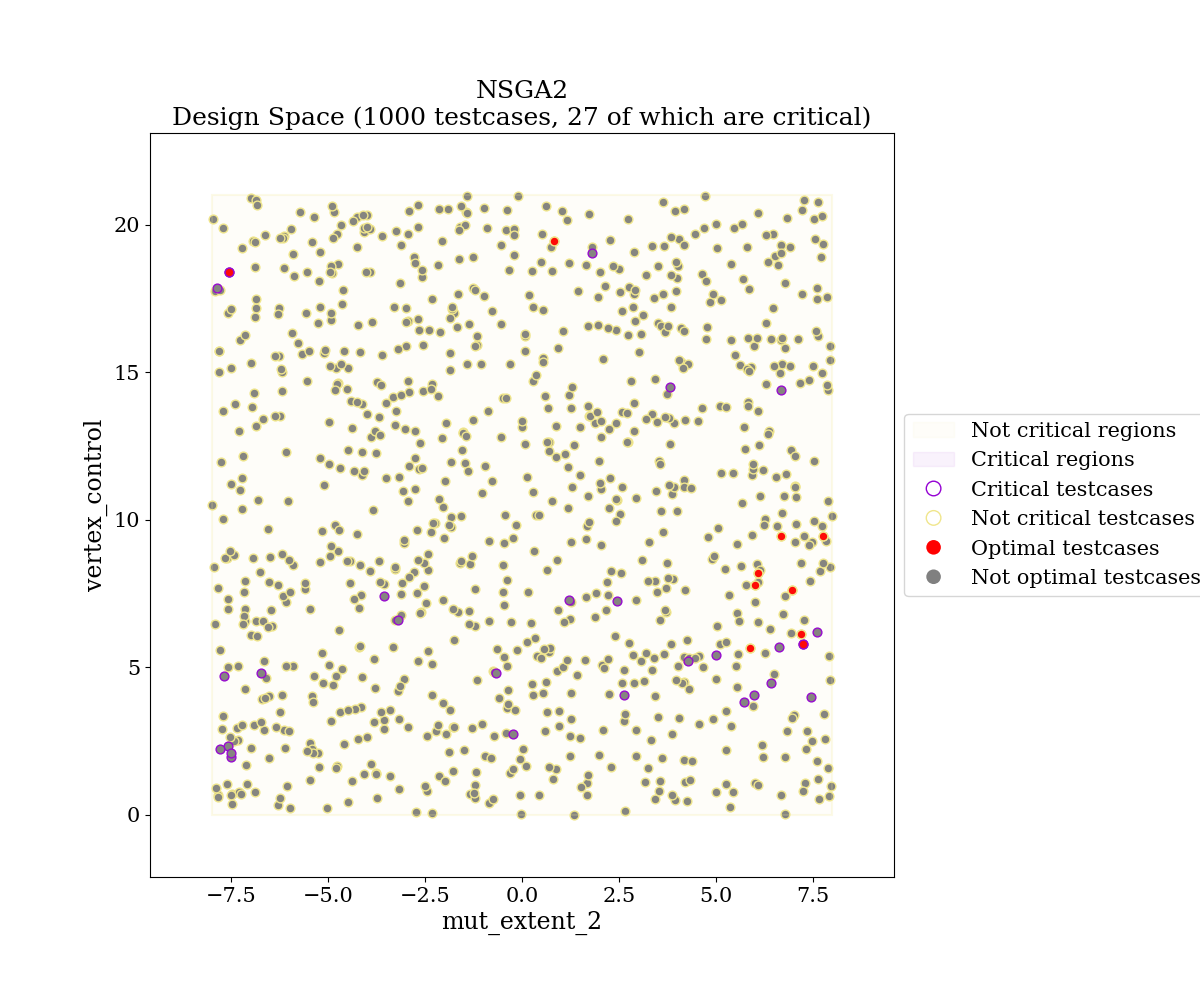 NSGA2
Design Space (1000 testcases, 27 of which are critical)
20
15
10
5
0
vertex_control
−7.5
−5.0
−2.5
0.0
2.5
5.0
7.5
mut_extent_2
Not critical regions
Critical regions
Critical testcases
Not critical testcases
Optimal testcases
Not optimal testcases